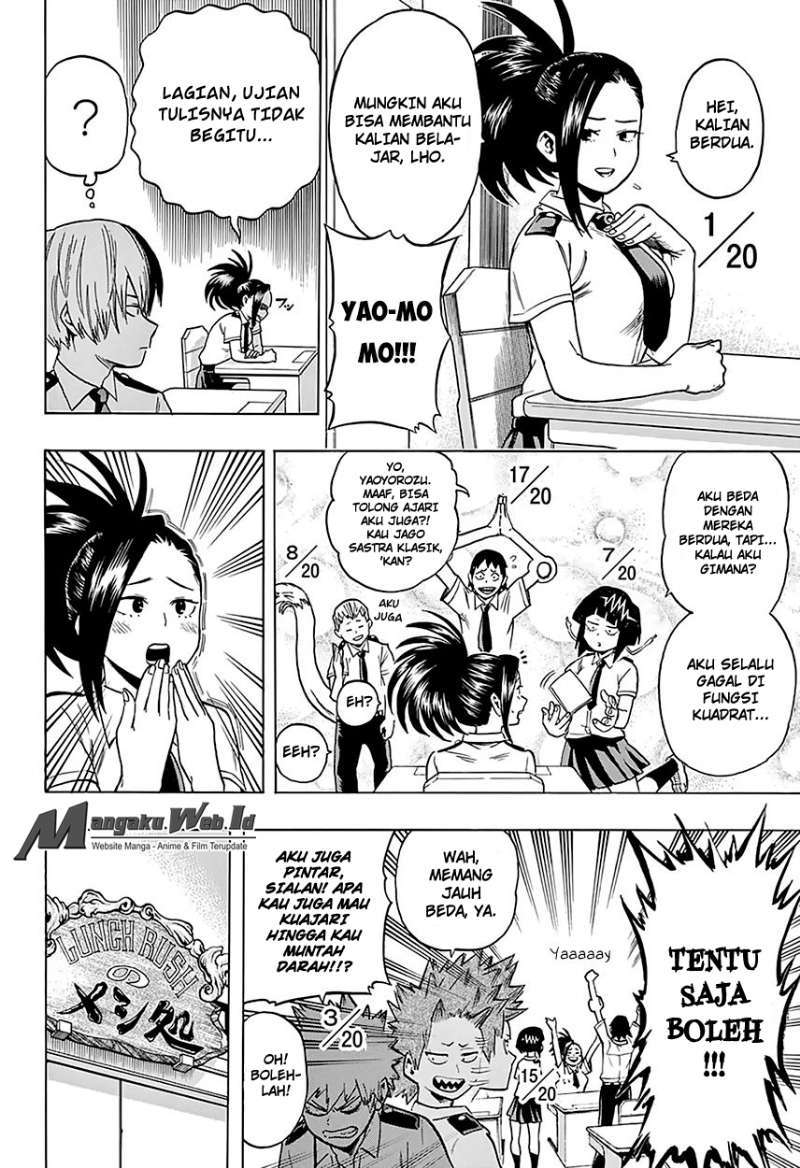 HEI,
KALIAN
BERDUA.
1/20
MUNGKIN AKU
BISA MEMBANTU
KALIAN BELA-
JAR, LHO.
YAO-MO
MO!!!
LAGIAN, UJIAN
TULISNYA TIDAK
BEGITU...
?
AKU BEDA
DENGAN
MEREKA
BERDUA, TAPI...
KALAU AKU
GIMANA?
AKU SELALU
GAGAL DI
FUNGSI
KUADRAT...
7/20
17/20
YO,
YAOYOROZU.
MAAF, BISA
TOLONG AJARI
AKU JUGA?!
KAU JAGO
SASTRA KLASIK,
'KAN?
8/20
AKU
JUGA
EH?
EEH?
Mangaku.Web.Id
Website Manga - Anime & Film Terupdate
TENTU
SAJA
BOLEH
!!!
Yaaaaay
15/20
WAH,
MEMANG
JAUH
BEDA, YA.
AKU JUGA
PINTAR,
SIALAN! APA
KAU JUGA MAU
KUAJARI
HINGGA KAU
MUNTAH
DARAH!!?
3/20
OH!
BOLEH-
LAH!
LUNCH RUSH
の
メシ処